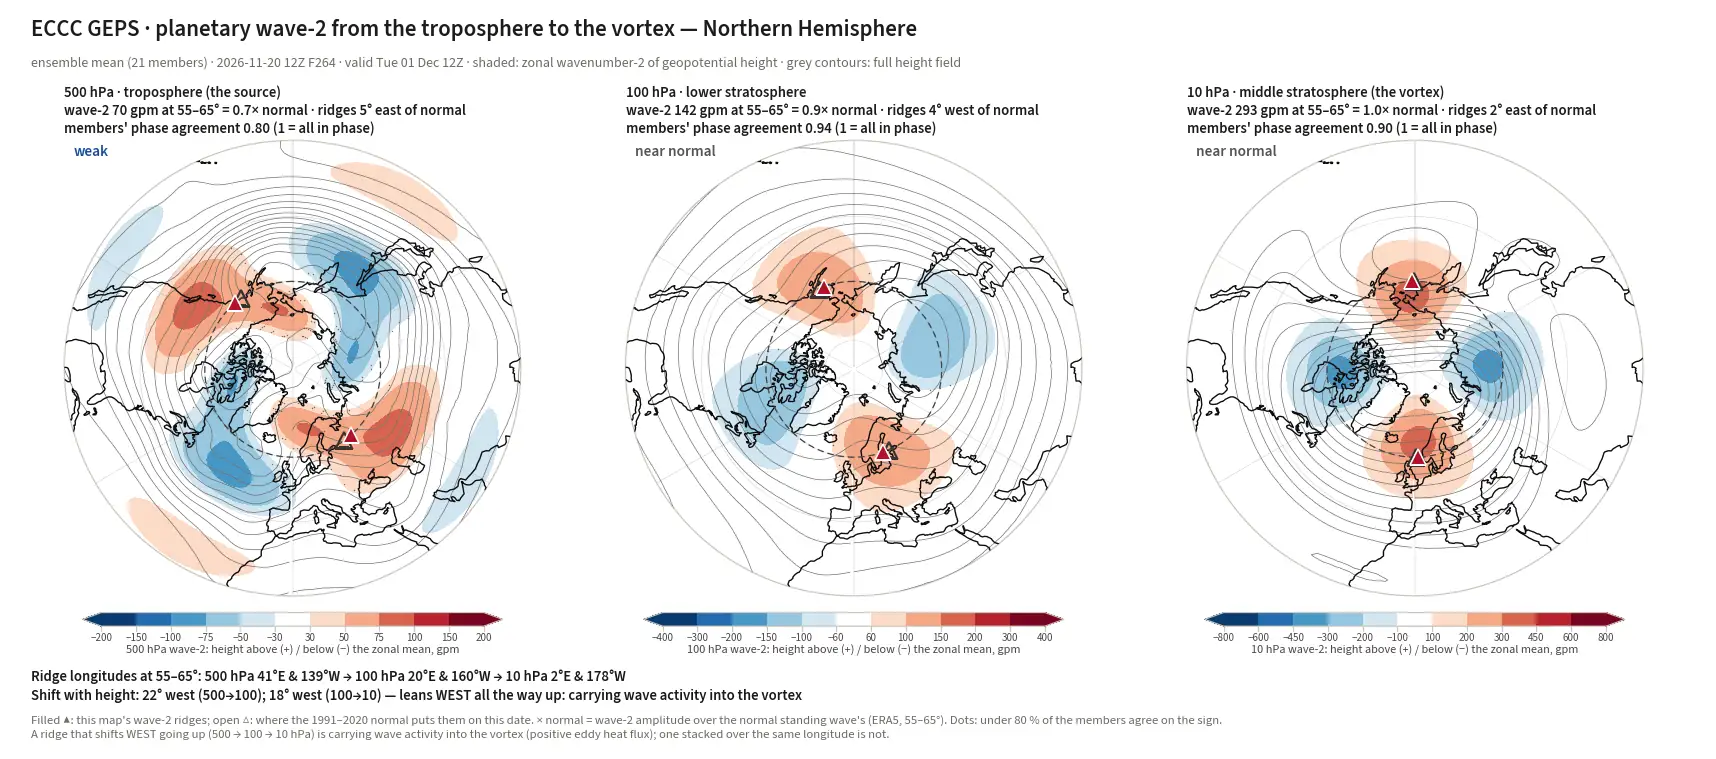 ECCC GEPS · planetary wave-2 from the troposphere to the vortex — Northern Hemisphere
ensemble mean (21 members) · 2026-11-20 12Z F264 · valid Tue 01 Dec 12Z · shaded: zonal wavenumber-2 of geopotential height · grey contours: full height field
500 hPa · troposphere (the source)
wave-2 70 gpm at 55–65° = 0.7× normal · ridges 5° east of normal
members' phase agreement 0.80 (1 = all in phase)
weak
100 hPa · lower stratosphere
wave-2 142 gpm at 55–65° = 0.9× normal · ridges 4° west of normal
members' phase agreement 0.94 (1 = all in phase)
near normal
10 hPa · middle stratosphere (the vortex)
wave-2 293 gpm at 55–65° = 1.0× normal · ridges 2° east of normal
members' phase agreement 0.90 (1 = all in phase)
near normal
−200 −150 −100 −75 −50 −30 30 50 75 100 150 200
500 hPa wave-2: height above (+) / below (−) the zonal mean, gpm
−400 −300 −200 −150 −100 −60 60 100 150 200 300 400
100 hPa wave-2: height above (+) / below (−) the zonal mean, gpm
−800 −600 −450 −300 −200 −100 100 200 300 450 600 800
10 hPa wave-2: height above (+) / below (−) the zonal mean, gpm
Ridge longitudes at 55–65°: 500 hPa 41°E & 139°W → 100 hPa 20°E & 160°W → 10 hPa 2°E & 178°W
Shift with height: 22° west (500→100); 18° west (100→10) — leans WEST all the way up: carrying wave activity into the vortex
Filled ▲: this map's wave-2 ridges; open △: where the 1991–2020 normal puts them on this date. × normal = wave-2 amplitude over the normal standing wave's (ERA5, 55–65°). Dots: under 80 % of the members agree on the sign.
A ridge that shifts WEST going up (500 → 100 → 10 hPa) is carrying wave activity into the vortex (positive eddy heat flux); one stacked over the same longitude is not.